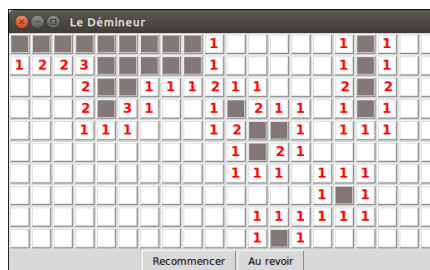 Le Démineur
1 1 1
1 2 2 3 1 1 1
2 1 1 1 2 1 1 2 2
2 3 1 1 2 1 1 1 1
1 1 1 1 2 1 1 1 1
1 2 1
1 1 1 1 1 1
1 1
1 1 1 1 1 1
1 1
Recommencer Au revoir